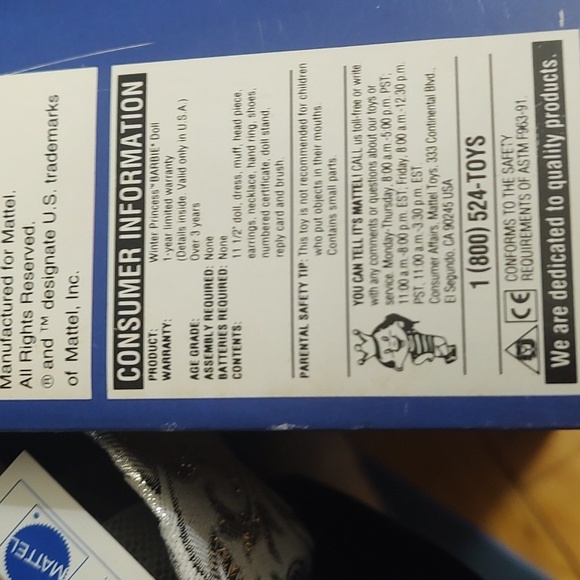 Manufactured for Mattel.
All Rights Reserved.
® and ™ designate U.S. trademarks
of Mattel, Inc.
CONSUMER INFORMATION
PRODUCT: Winter Princess™ BARBIE® Doll
WARRANTY: 1-year limited warranty
(Details inside. Valid only in U.S.A.)
AGE GRADE: Over 3 years
ASSEMBLY REQUIRED: None
BATTERIES REQUIRED: None
CONTENTS: 11 1/2" doll, dress, muff, head piece,
earrings, necklace, hand ring, shoes,
numbered certificate, doll stand,
reply card and brush.
PARENTAL SAFETY TIP: This toy is not recommended for children
who put objects in their mouths.
Contains small parts.
YOU CAN TELL IT'S MATTEL! CALL us toll-free or write
with any comments or questions about our toys or
service. Monday-Thursday, 8:00 a.m.-5:00 p.m. PST;
11:00 a.m.-8:00 p.m. EST; Friday, 8:00 a.m.-12:30 p.m.
PST, 11:00 a.m.-3:30 p.m. EST.
Consumer Affairs, Mattel Toys, 333 Continental Blvd.,
El Segundo, CA 90245 USA
1 (800) 524-TOYS
CE CONFORMS TO THE SAFETY
REQUIREMENTS OF ASTM F963-91.
We are dedicated to quality products.
MATTEL